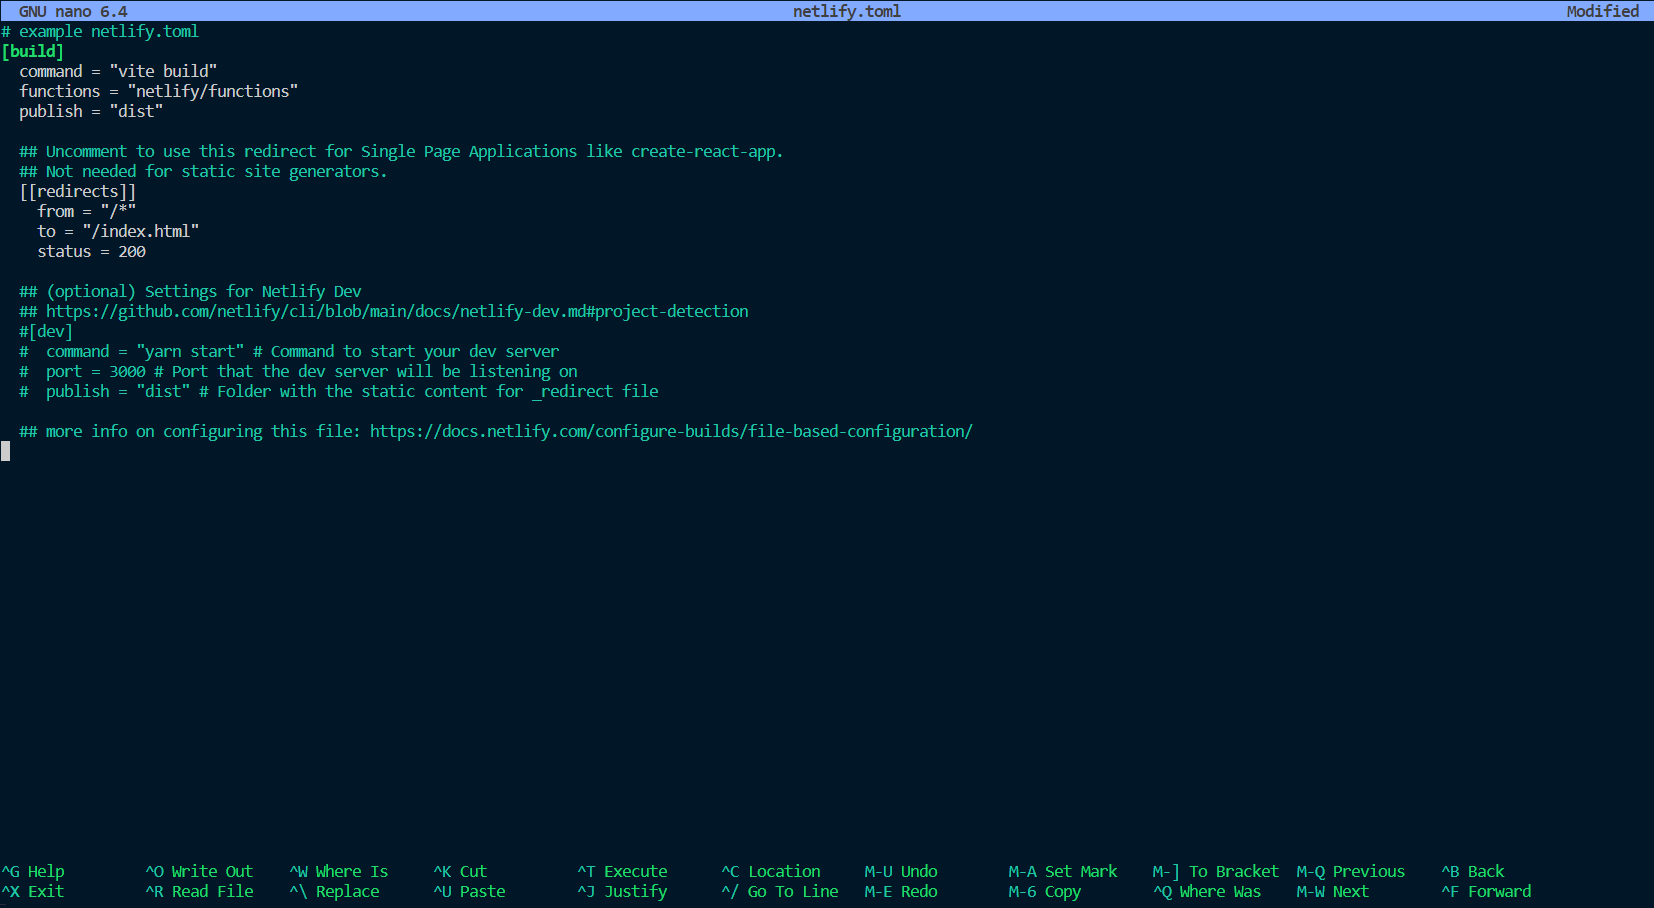 GNU nano 6.4 netlify.toml Modified
# example netlify.toml
[build]
  command = "vite build"
  functions = "netlify/functions"
  publish = "dist"

  ## Uncomment to use this redirect for Single Page Applications like create-react-app.
  ## Not needed for static site generators.
  [[redirects]]
    from = "/*"
    to = "/index.html"
    status = 200

  ## (optional) Settings for Netlify Dev
  ## https://github.com/netlify/cli/blob/main/docs/netlify-dev.md#project-detection
  #[dev]
  #  command = "yarn start" # Command to start your dev server
  #  port = 3000 # Port that the dev server will be listening on
  #  publish = "dist" # Folder with the static content for _redirect file

  ## more info on configuring this file: https://docs.netlify.com/configure-builds/file-based-configuration/

^G Help ^O Write Out ^W Where Is ^K Cut ^T Execute ^C Location M-U Undo M-A Set Mark M-] To Bracket M-Q Previous ^B Back
^X Exit ^R Read File ^\ Replace ^U Paste ^J Justify ^/ Go To Line M-E Redo M-6 Copy ^Q Where Was M-W Next ^F Forward